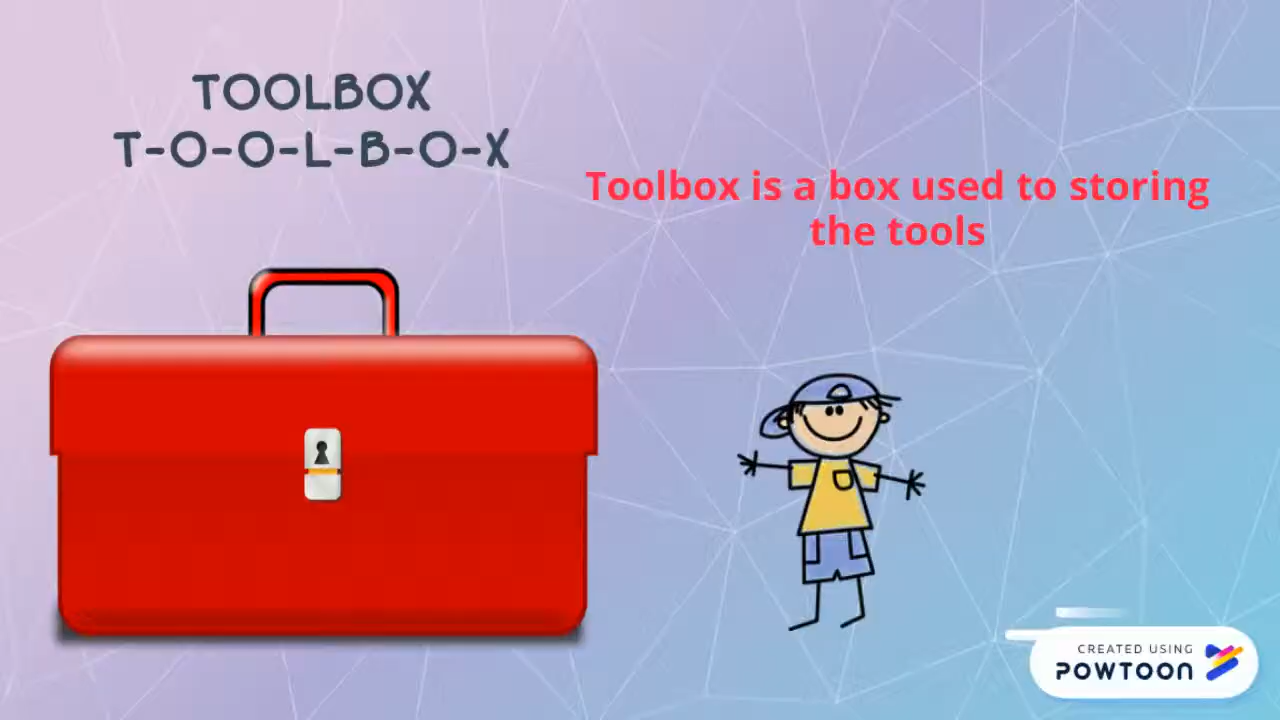 TOOLBOX
T-O-O-L-B-O-X
Toolbox is a box used to storing
the tools
CREATED USING
POWTOON